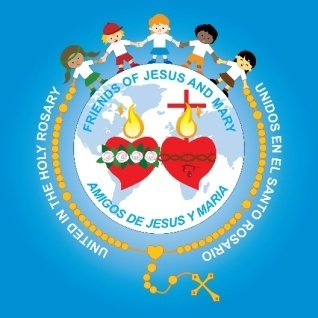 FRIENDS OF JESUS AND MARY
AMIGOS DE JESUS Y MARIA
UNITED IN THE HOLY ROSARY
UNIDOS EN EL SANTO ROSARIO